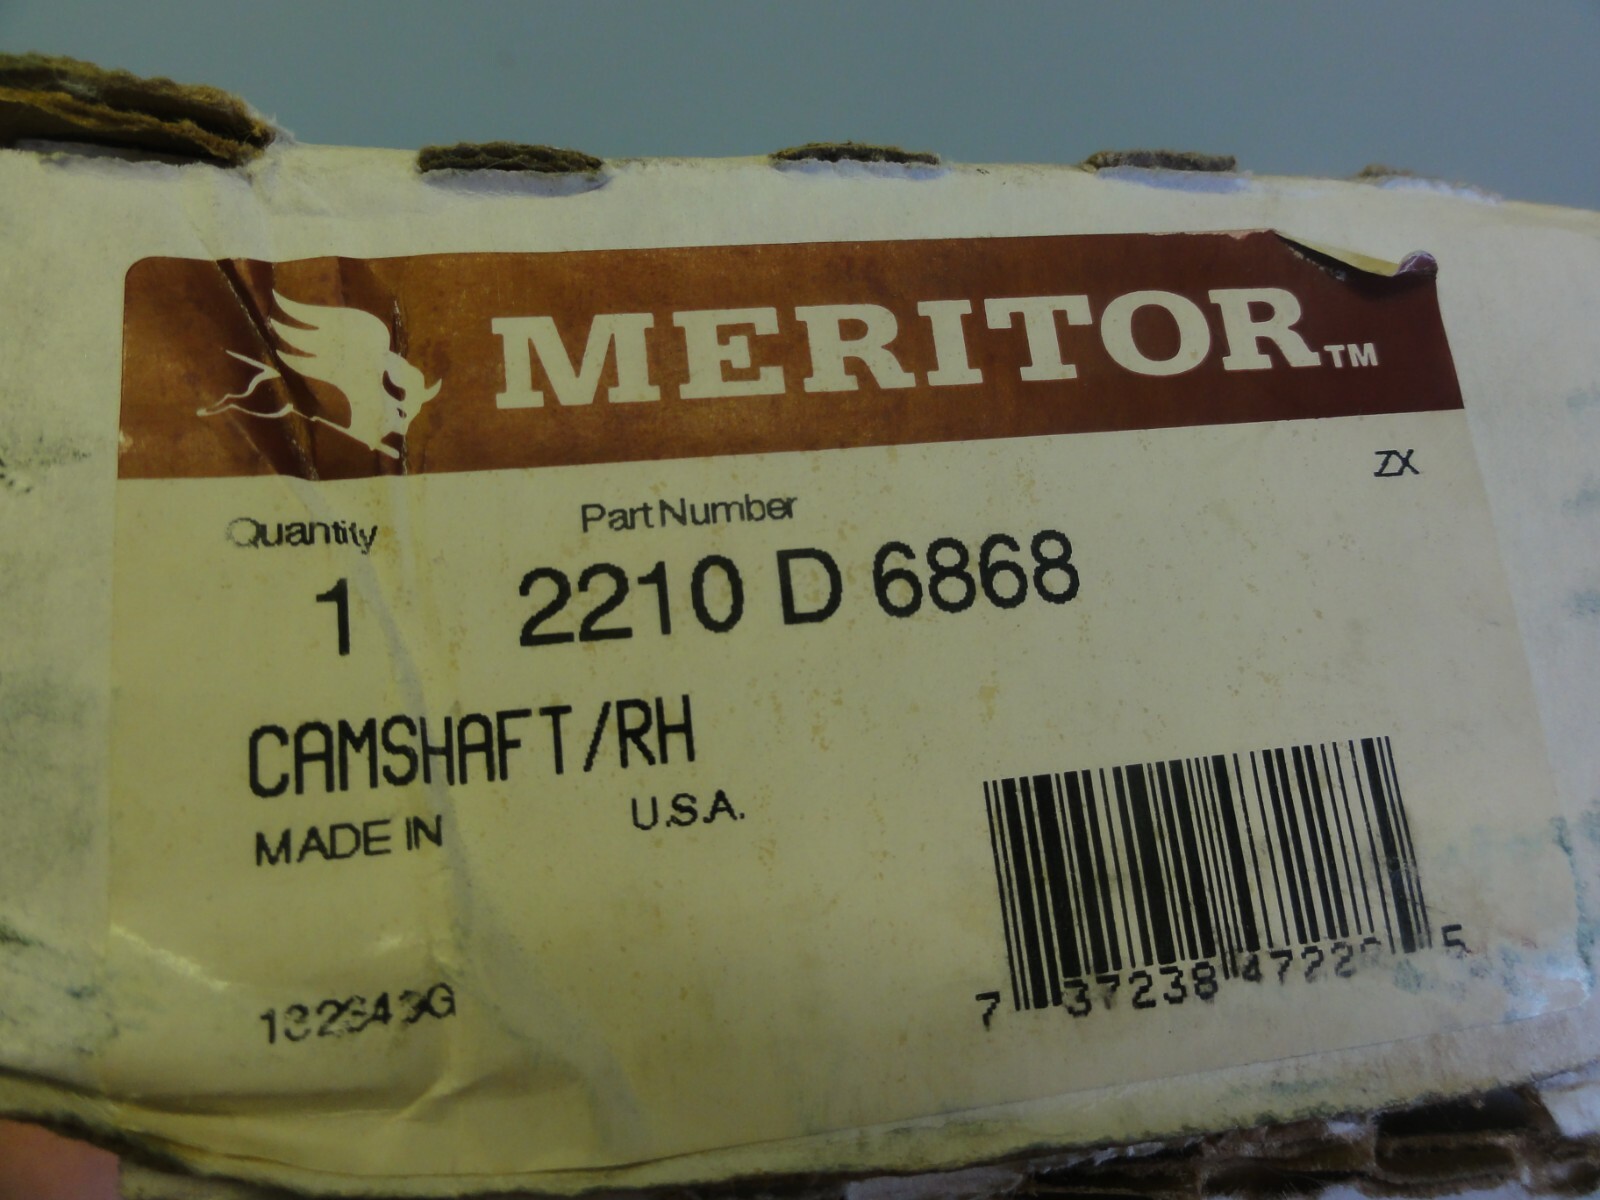 MERITOR™
ZX
Quantity Part Number
1 2210 D 6868
CAMSHAFT/RH
MADE IN U.S.A.